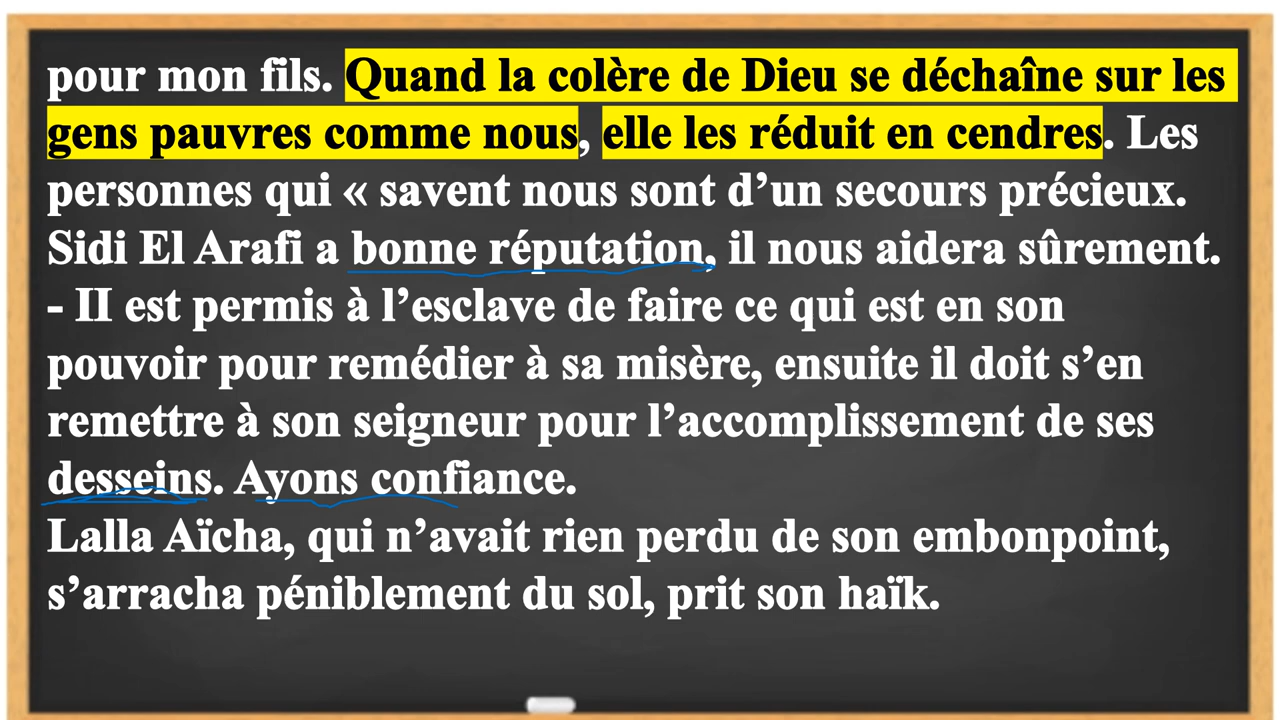 pour mon fils. Quand la colère de Dieu se déchaîne sur les
gens pauvres comme nous, elle les réduit en cendres. Les
personnes qui « savent nous sont d’un secours précieux.
Sidi El Arafi a bonne réputation, il nous aidera sûrement.
- II est permis à l’esclave de faire ce qui est en son
pouvoir pour remédier à sa misère, ensuite il doit s’en
remettre à son seigneur pour l’accomplissement de ses
desseins. Ayons confiance.
Lalla Aïcha, qui n’avait rien perdu de son embonpoint,
s’arracha péniblement du sol, prit son haïk.